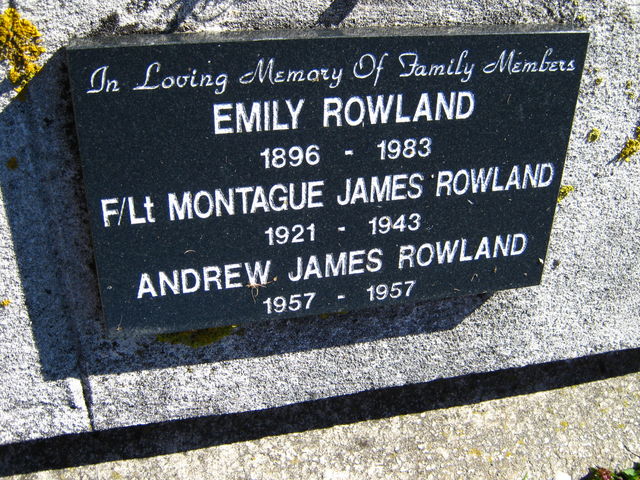 In Loving Memory Of Family Members
EMILY ROWLAND
1896 - 1983
F/Lt MONTAGUE JAMES ROWLAND
1921 - 1943
ANDREW JAMES ROWLAND
1957 - 1957